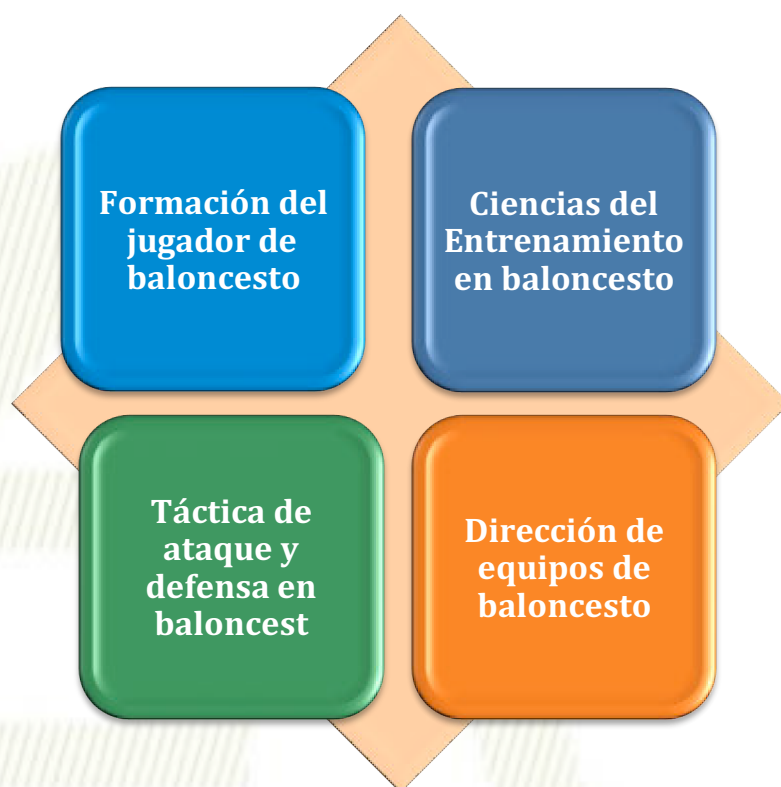 Formación del
jugador de
baloncesto
Ciencias del
Entrenamiento
en baloncesto
Táctica de
ataque y
defensa en
baloncest
Dirección de
equipos de
baloncesto